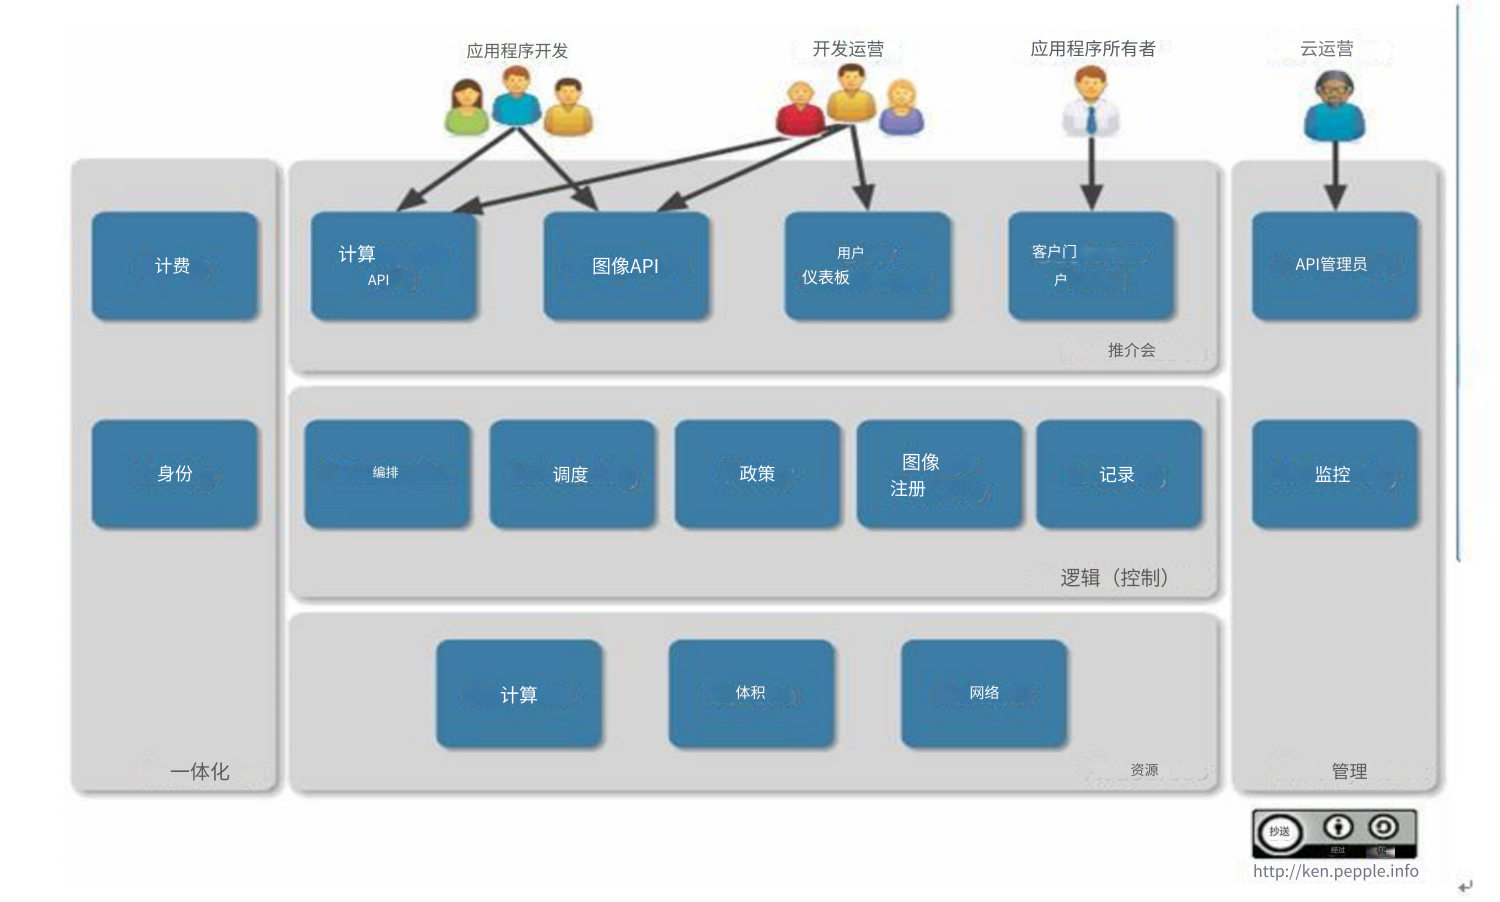 应用程序开发
开发运营
应用程序所有者
云运营
计费
计算
API
图像API
用户
仪表板
客户门
户
API管理员
推介会
身份
编排
调度
政策
图像
注册
记录
监控
逻辑（控制）
计算
体积
网络
一体化
资源
管理
抄送
经过
在
http://ken.pepple.info